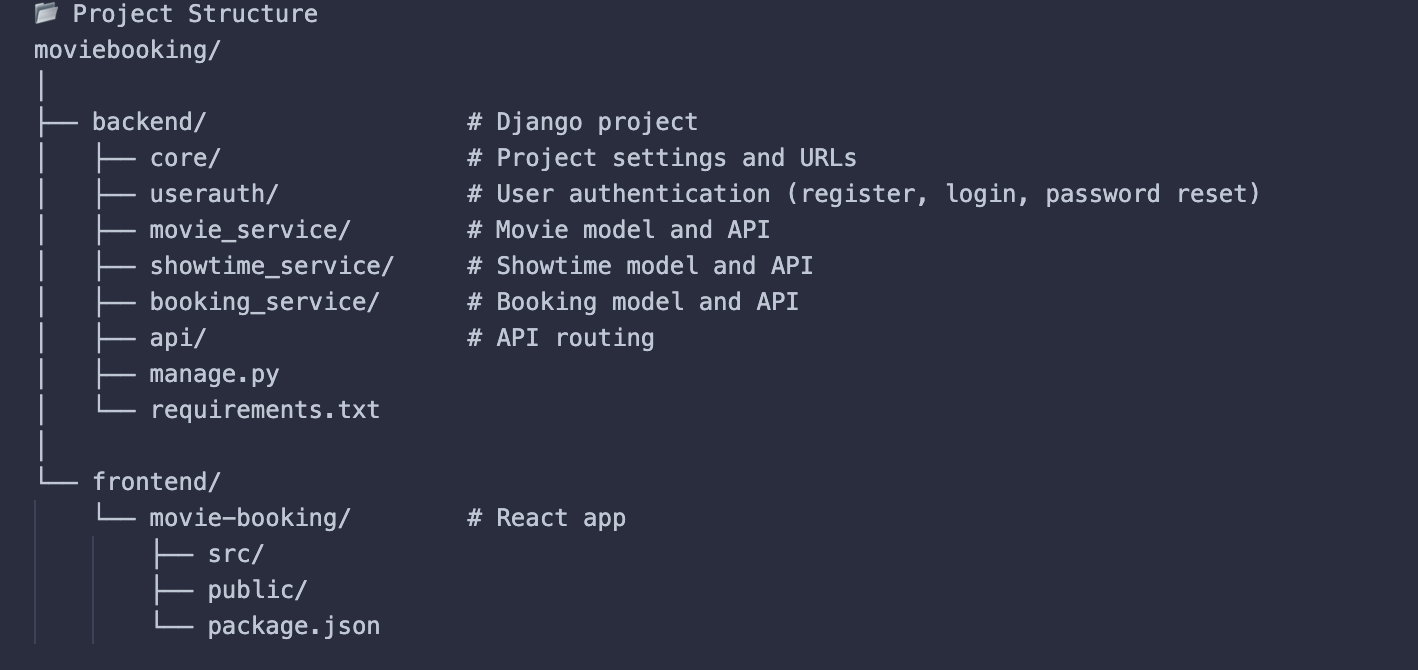 📂 Project Structure
moviebooking/
│
├── backend/                  # Django project
│   ├── core/                 # Project settings and URLs
│   ├── userauth/             # User authentication (register, login, password reset)
│   ├── movie_service/        # Movie model and API
│   ├── showtime_service/     # Showtime model and API
│   ├── booking_service/      # Booking model and API
│   ├── api/                  # API routing
│   ├── manage.py
│   └── requirements.txt
│
└── frontend/
    └── movie-booking/        # React app
        ├── src/
        ├── public/
        └── package.json